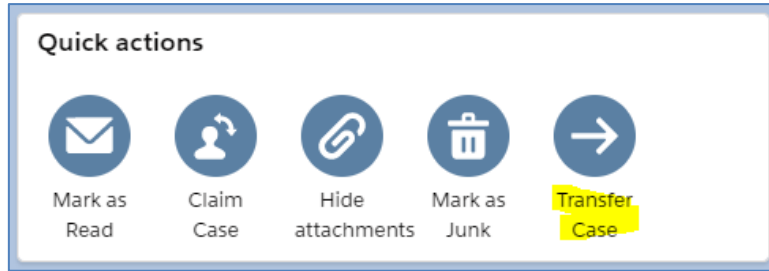 Quick actions
Mark as
Read
Claim
Case
Hide
attachments
Mark as
Junk
Transfer
Case